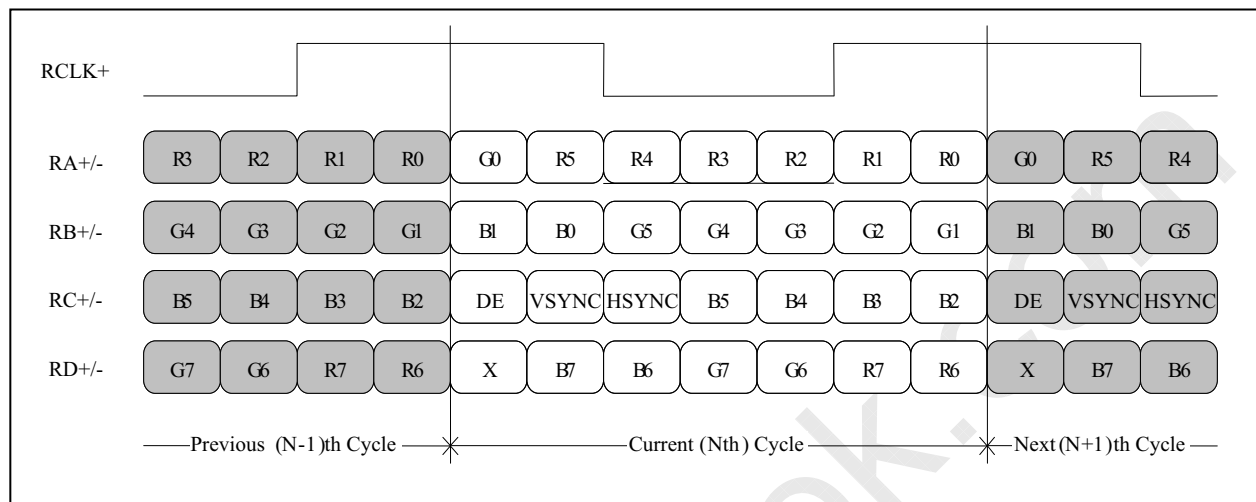 RCLK+
RA+/- R3 R2 R1 R0 G0 R5 R4 R3 R2 R1 R0 G0 R5 R4
RB+/- G4 G3 G2 G1 B1 B0 G5 G4 G3 G2 G1 B1 B0 G5
RC+/- B5 B4 B3 B2 DE VSYNC HSYNC B5 B4 B3 B2 DE VSYNC HSYNC
RD+/- G7 G6 R7 R6 X B7 B6 G7 G6 R7 R6 X B7 B6
Previous (N-1)th Cycle Current (Nth) Cycle Next (N+1)th Cycle